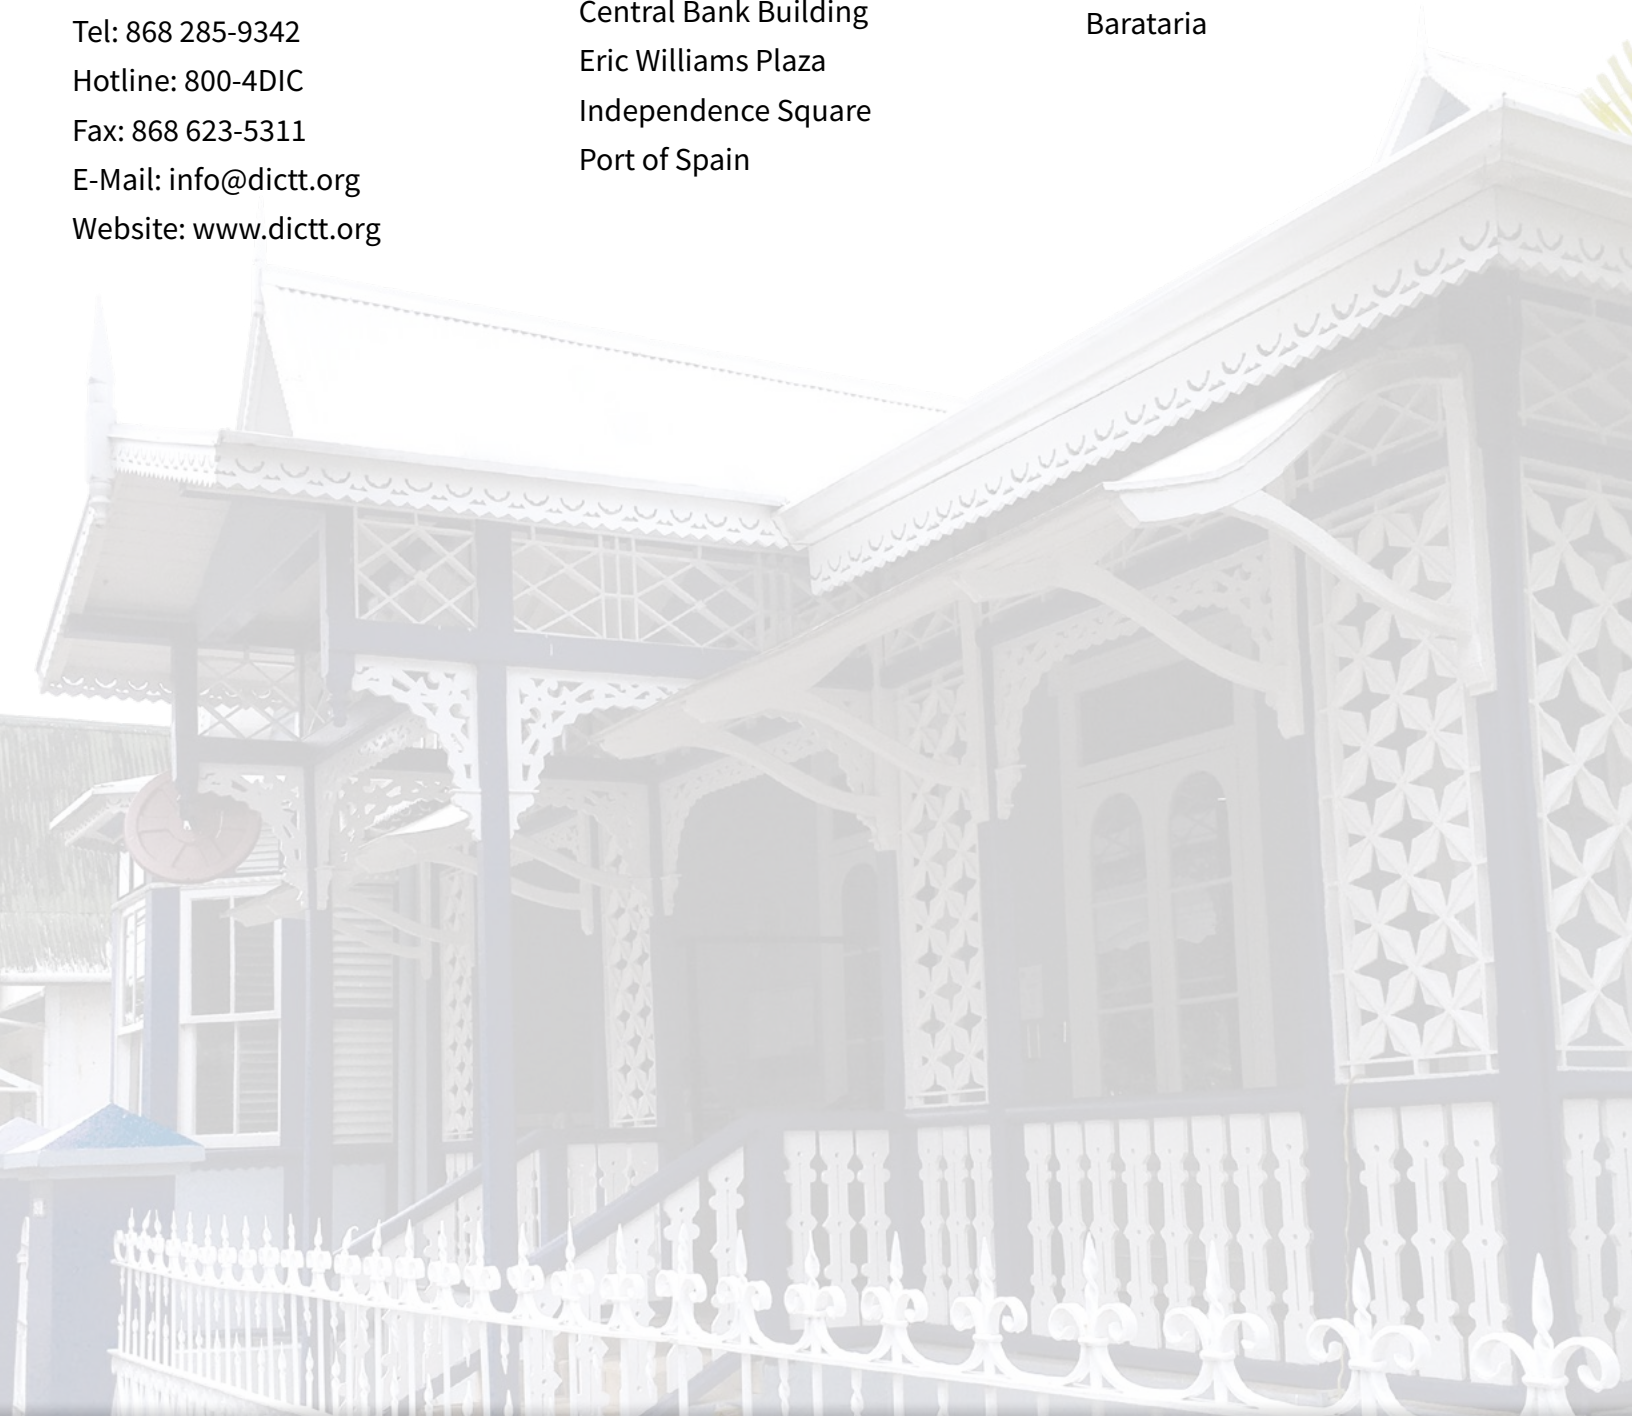 Tel: 868 285-9342
Hotline: 800-4DIC
Fax: 868 623-5311
E-Mail: info@dictt.org
Website: www.dictt.org
Central Bank Building
Eric Williams Plaza
Independence Square
Port of Spain
Barataria